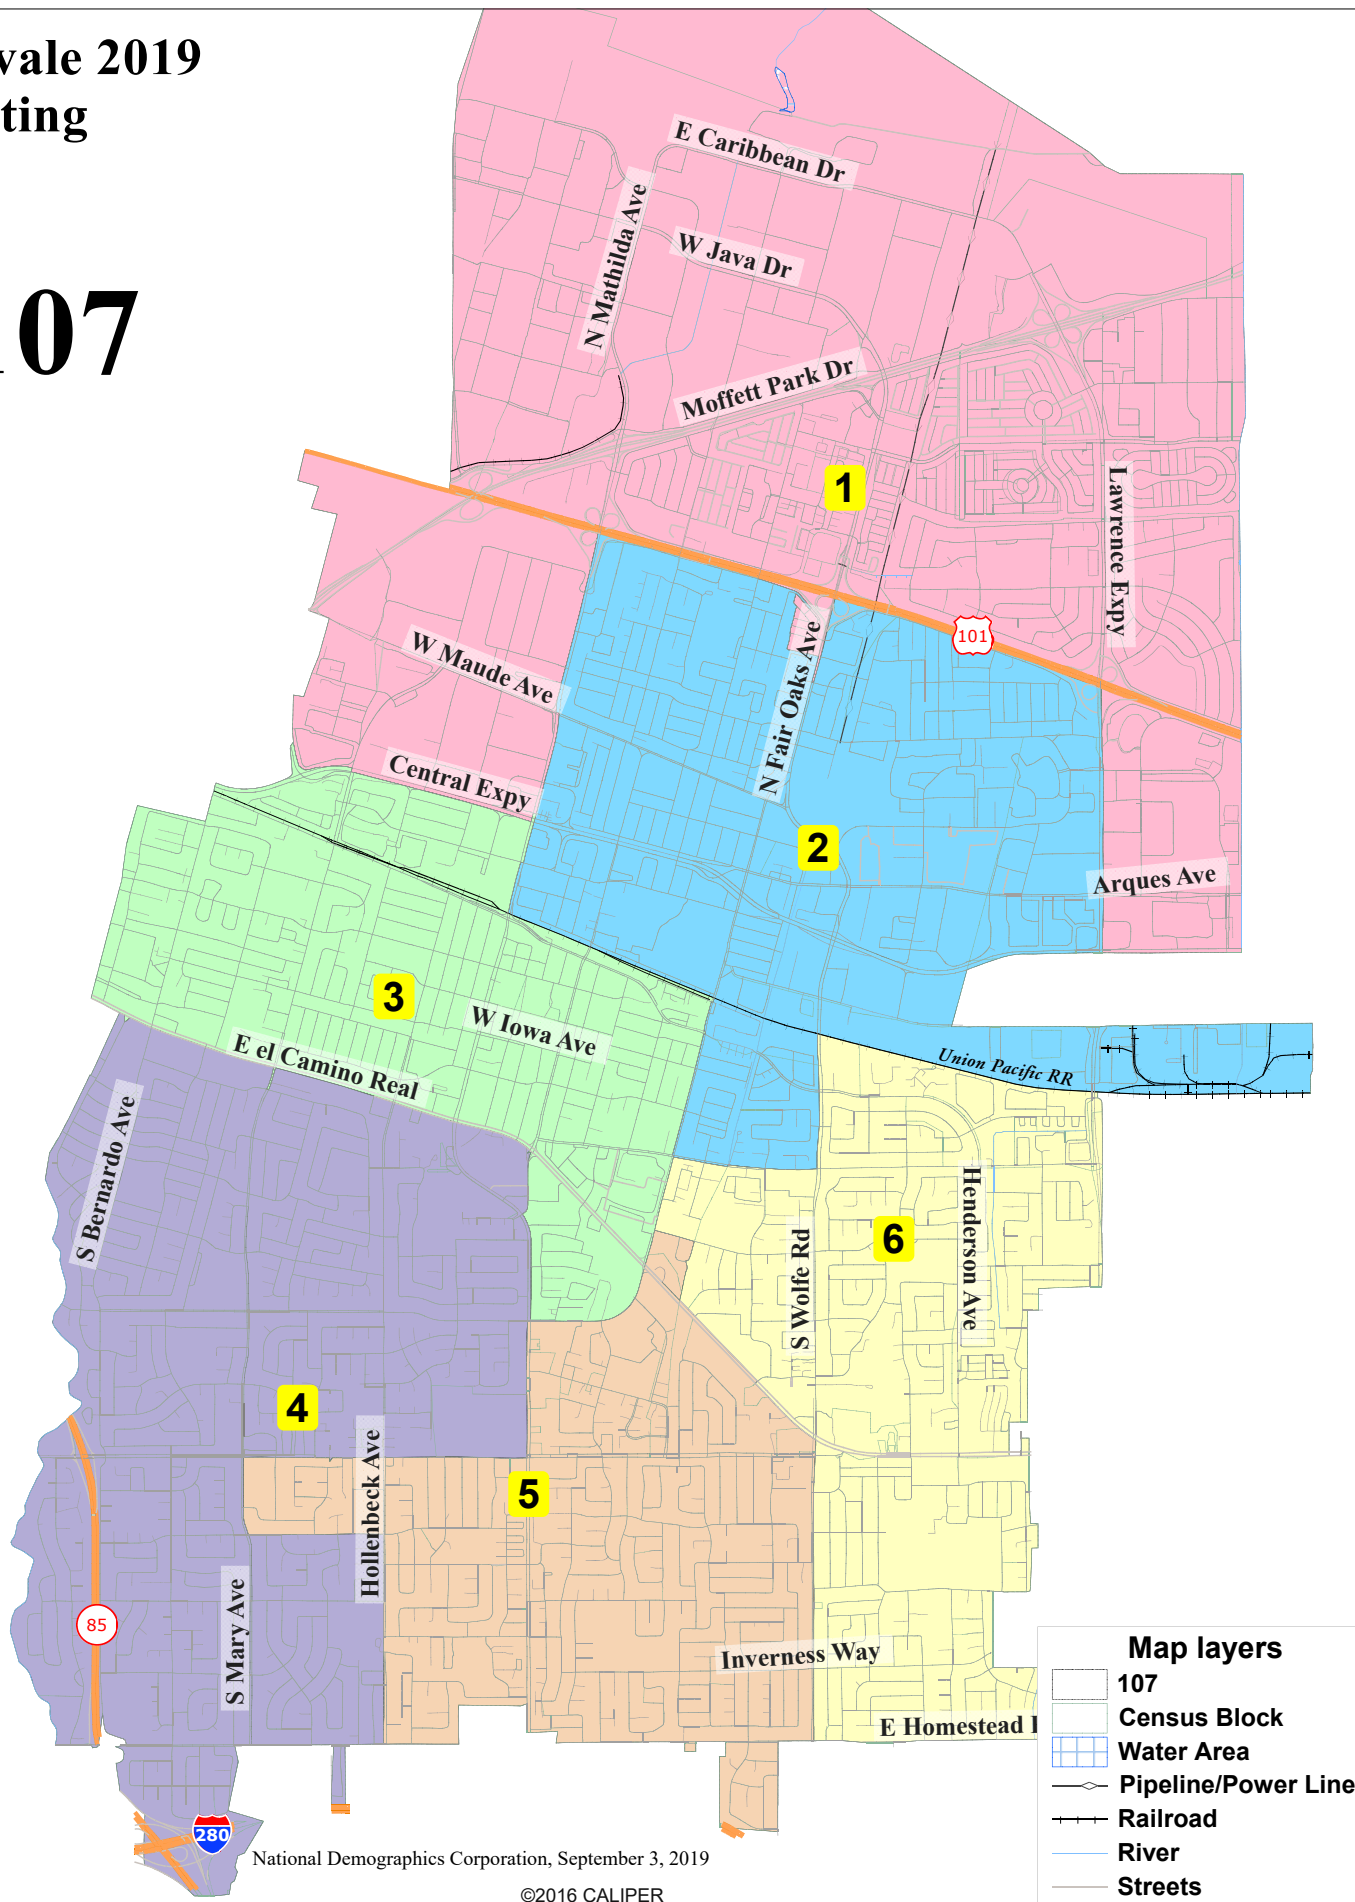 vale 2019
ting
107
E Caribbean Dr
N Mathilda Ave
W Java Dr
Moffett Park Dr
1
Lawrence Expy
101
W Maude Ave
N Fair Oaks Ave
Central Expy
2
Arques Ave
3
W Iowa Ave
E el Camino Real
Union Pacific RR
S Bernardo Ave
Henderson Ave
S Wolfe Rd
6
4
Hollenbeck Ave
5
S Mary Ave
85
Inverness Way
E Homestead
280
National Demographics Corporation, September 3, 2019
©2016 CALIPER
Map layers
107
Census Block
Water Area
Pipeline/Power Line
Railroad
River
Streets